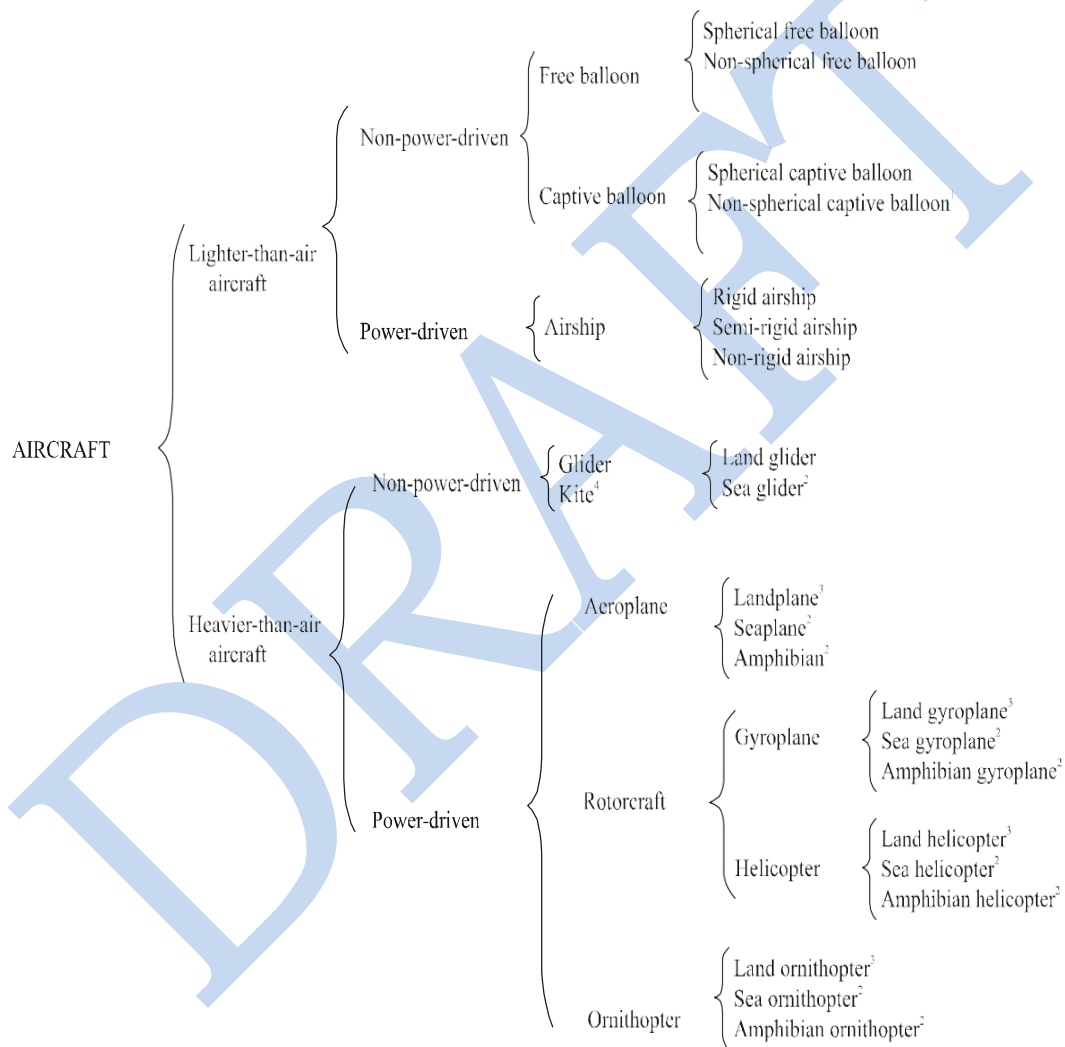 Spherical free balloon
Non-spherical free balloon
Free balloon
Non-power-driven
Captive balloon
Spherical captive balloon
Non-spherical captive balloon¹
Lighter-than-air
aircraft
Power-driven
Airship
Rigid airship
Semi-rigid airship
Non-rigid airship
AIRCRAFT
Non-power-driven
Glider
Kite⁴
Land glider
Sea glider²
Heavier-than-air
aircraft
Aeroplane
Landplane³
Seaplane²
Amphibian²
Power-driven
Rotorcraft
Gyroplane
Land gyroplane³
Sea gyroplane²
Amphibian gyroplane²
Helicopter
Land helicopter³
Sea helicopter²
Amphibian helicopter²
Ornithopter
Land ornithopter³
Sea ornithopter²
Amphibian ornithopter²
DRAFT